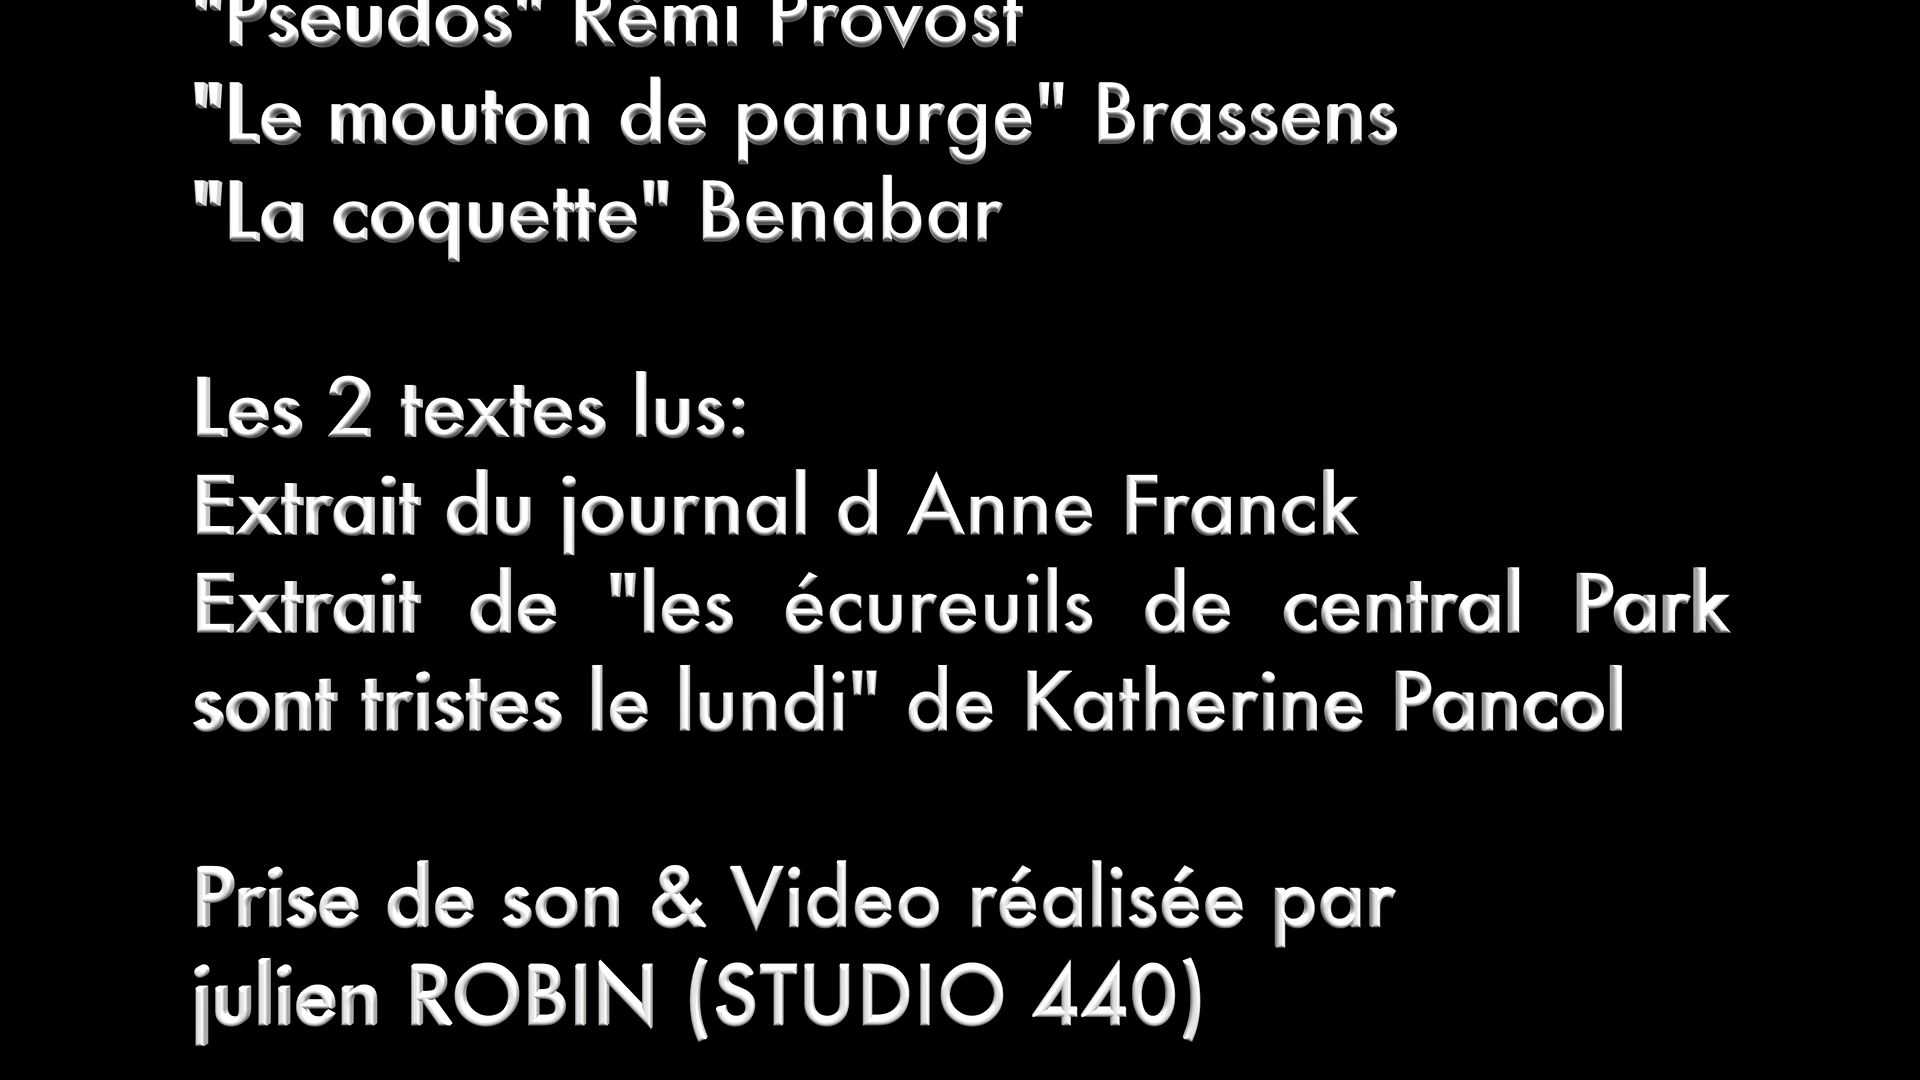 "Pseudos" Rémi Provost
"Le mouton de panurge" Brassens
"La coquette" Benabar
Les 2 textes lus:
Extrait du journal d Anne Franck
Extrait de "les écureuils de central Park
sont tristes le lundi" de Katherine Pancol
Prise de son & Video réalisée par
julien ROBIN (STUDIO 440)